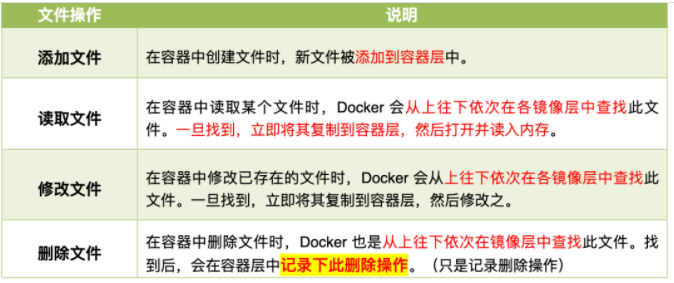 文件操作 说明
添加文件 在容器中创建文件时，新文件被添加到容器层中。
在容器中读取某个文件时，Docker 会从上往下依次在各镜像层中查找此文
读取文件
件。一旦找到，立即将其复制到容器层，然后打开并读入内存。
在容器中修改已存在的文件时，Docker 会从上往下依次在各镜像层中查找此
修改文件
文件。一旦找到，立即将其复制到容器层，然后修改之。
在容器中删除文件时，Docker 也是从上往下依次在镜像层中查找此文件。找
删除文件
到后，会在容器层中记录下此删除操作。（只是记录删除操作）